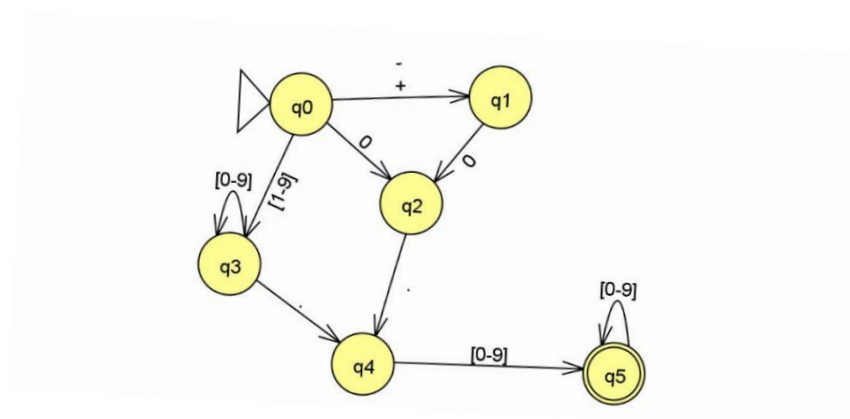 -
+
q0
q1
0
0
[0-9]
[1-9]
q2
q3
.
.
[0-9]
q4
[0-9]
q5